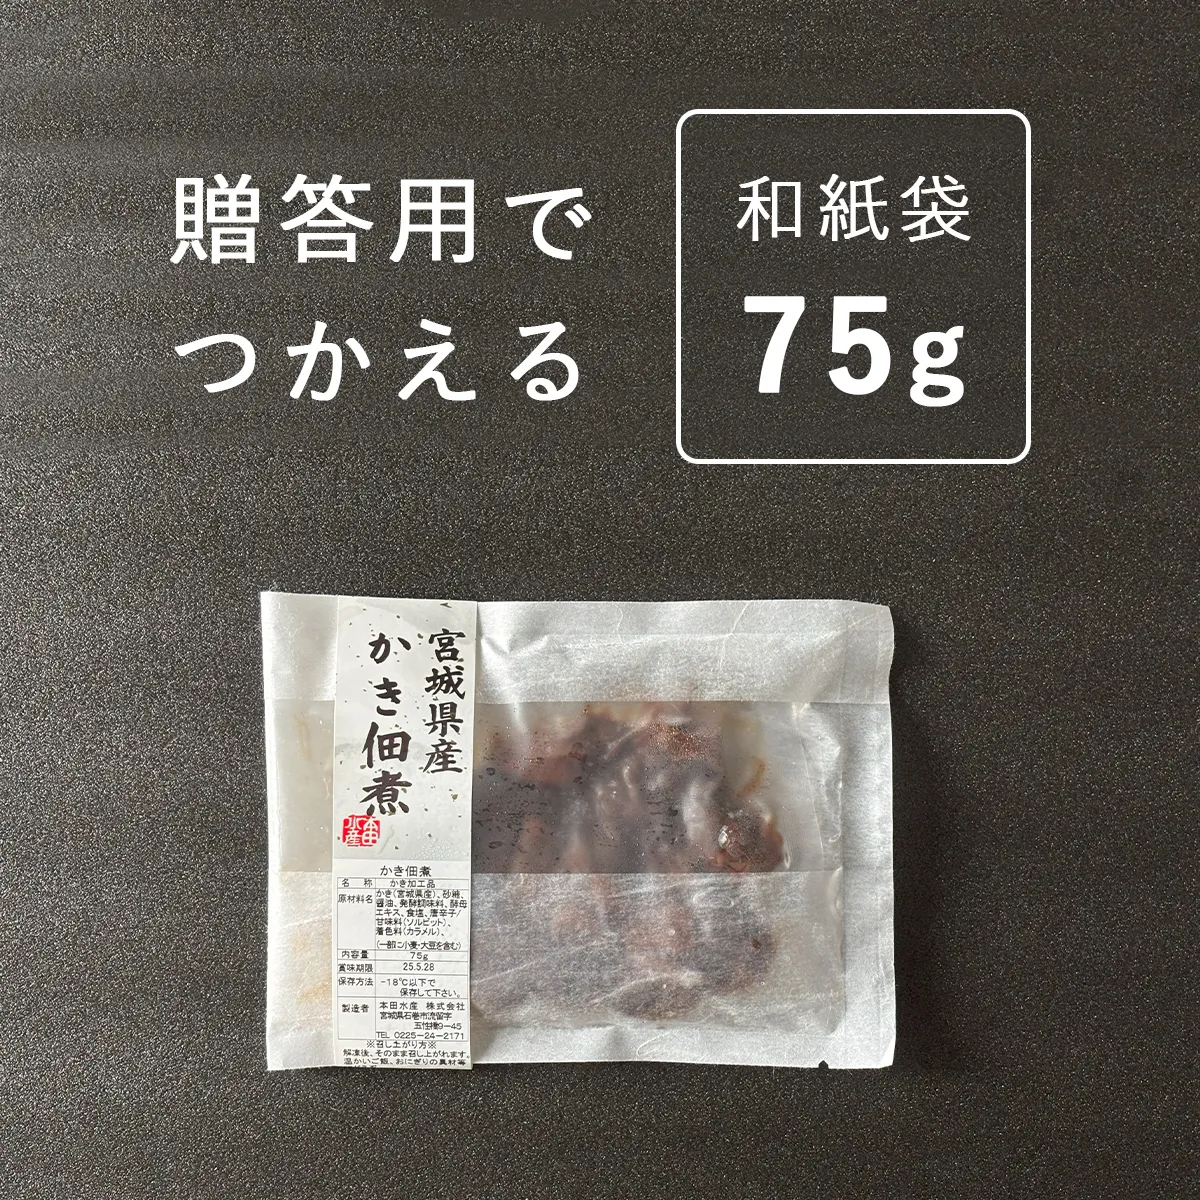 贈答用で
つかえる
和紙袋
75g
宮城県産
かき佃煮
本田
水産
かき佃煮
名 称 かき加工品
原材料名 かき(宮城県産)、砂糖、
醤油、発酵調味料、酵母
エキス、食塩、唐辛子/
甘味料(ソルビット)、
着色料(カラメル)、
(一部に小麦・大豆を含む)
内容量 75g
賞味期限 25.5.28
保存方法 -18℃以下で
保存して下さい。
製造者 本田水産 株式会社
宮城県石巻市流留字
五性橋9-45
TEL 0225-24-2171
※召し上がり方※
解凍後、そのまま召し上がれます。
温かいご飯、おにぎりの具材等